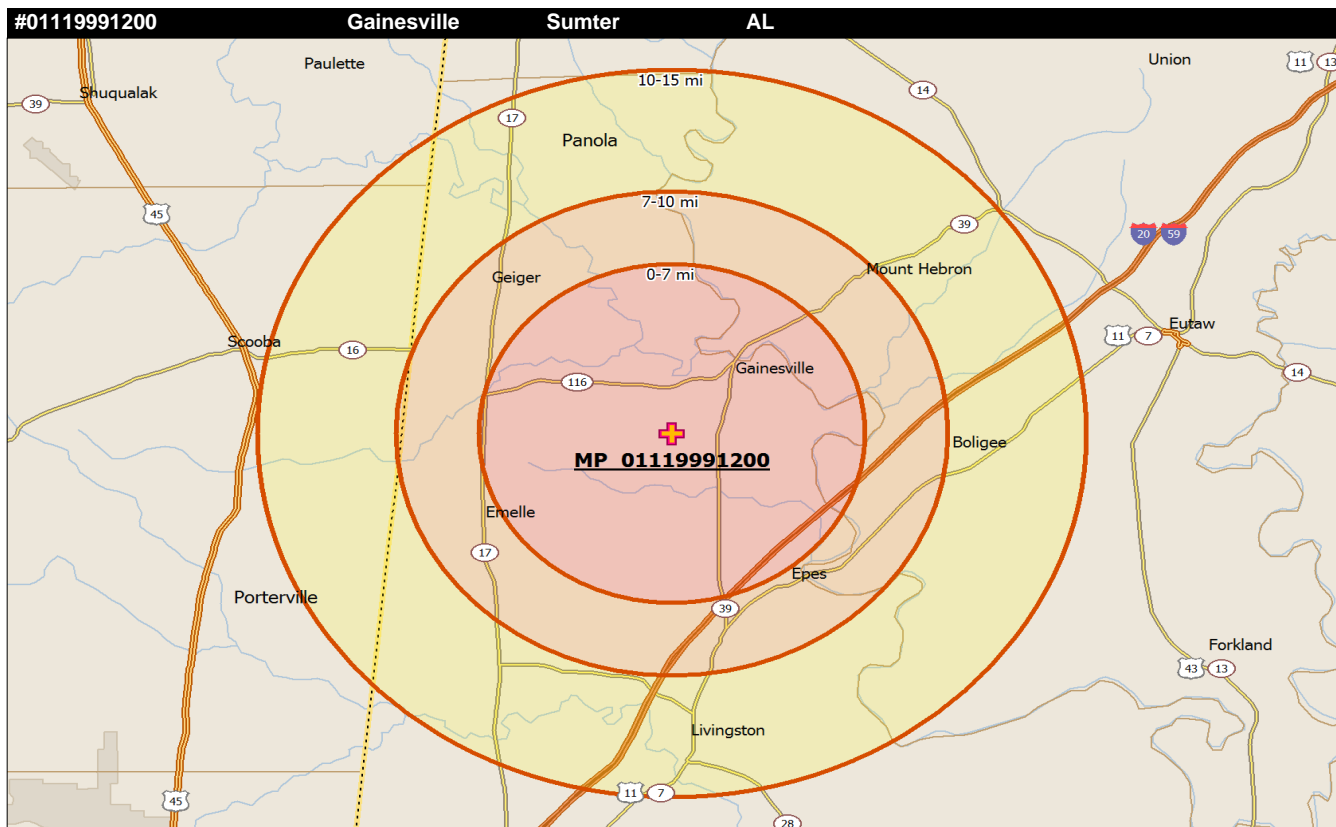 #01119991200 Gainesville Sumter AL
Paulette
Union
11
13
10-15 mi
Shuqualak
39
14
17
Panola
7-10 mi
45
39
20 59
0-7 mi
Mount Hebron
Geiger
Eutaw
11 7
Scooba
16
Gainesville
116
14
Boligee
MP 01119991200
Emelle
17
Epes
Porterville
39
Forkland
43 13
Livingston
11 7
45
28